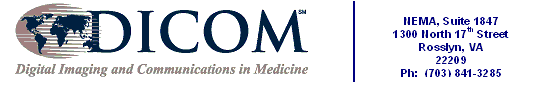 DICOM SM
Digital Imaging and Communications in Medicine
NEMA, Suite 1847
1300 North 17th Street
Rosslyn, VA
22209
Ph: (703) 841-3285